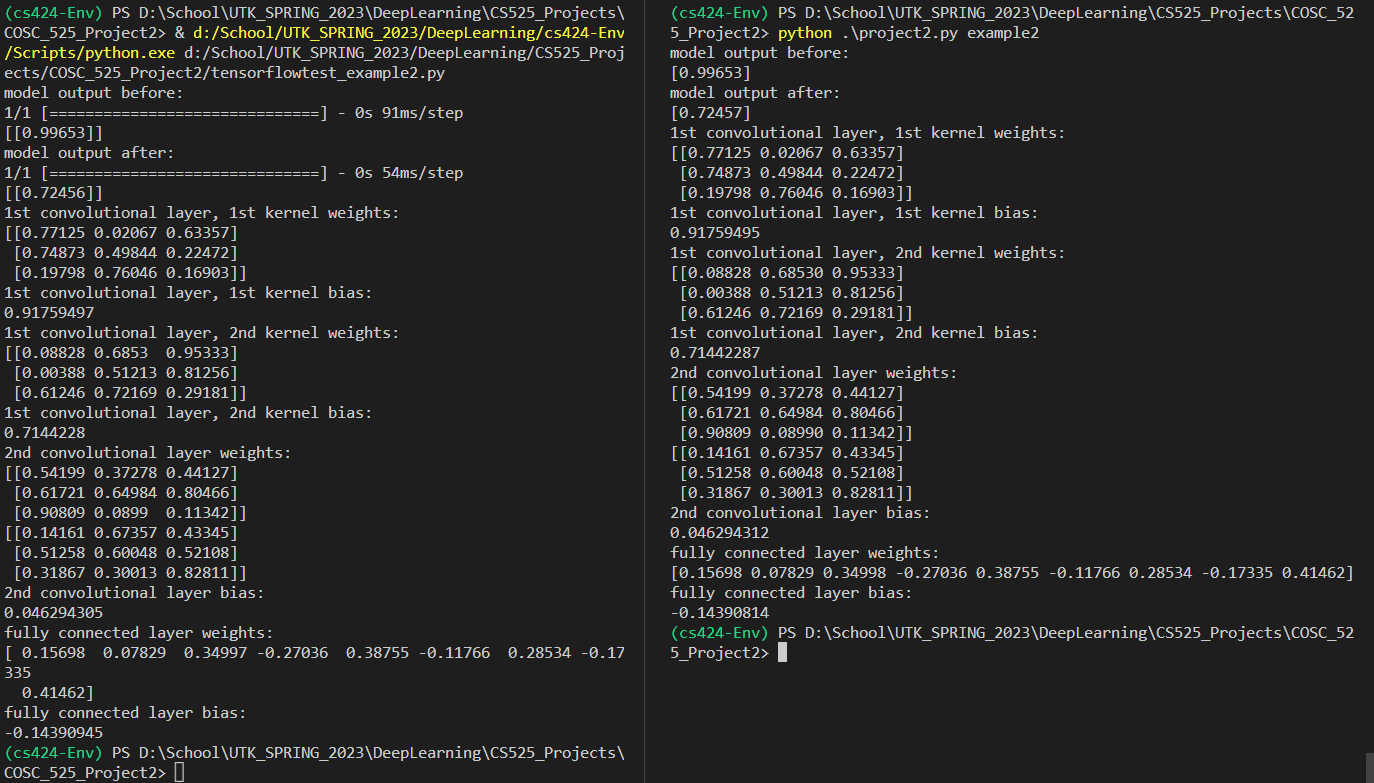 (cs424-Env) PS D:\School\UTK_SPRING_2023\DeepLearning\CS525_Projects\
COSC_525_Project2> & d:/School/UTK_SPRING_2023/DeepLearning/cs424-Env
/Scripts/python.exe d:/School/UTK_SPRING_2023/DeepLearning/CS525_Proj
ects/COSC_525_Project2/tensorflowtest_example2.py
model output before:
1/1 [==============================] - 0s 91ms/step
[[0.99653]]
model output after:
1/1 [==============================] - 0s 54ms/step
[[0.72456]]
1st convolutional layer, 1st kernel weights:
[[0.77125 0.02067 0.63357]
 [0.74873 0.49844 0.22472]
 [0.19798 0.76046 0.16903]]
1st convolutional layer, 1st kernel bias:
0.91759497
1st convolutional layer, 2nd kernel weights:
[[0.08828 0.6853  0.95333]
 [0.00388 0.51213 0.81256]
 [0.61246 0.72169 0.29181]]
1st convolutional layer, 2nd kernel bias:
0.7144228
2nd convolutional layer weights:
[[0.54199 0.37278 0.44127]
 [0.61721 0.64984 0.80466]
 [0.90809 0.0899  0.11342]]
[[0.14161 0.67357 0.43345]
 [0.51258 0.60048 0.52108]
 [0.31867 0.30013 0.82811]]
2nd convolutional layer bias:
0.046294305
fully connected layer weights:
[ 0.15698  0.07829  0.34997 -0.27036  0.38755 -0.11766  0.28534 -0.17
335
  0.41462]
fully connected layer bias:
-0.14390945
(cs424-Env) PS D:\School\UTK_SPRING_2023\DeepLearning\CS525_Projects\
COSC_525_Project2>
(cs424-Env) PS D:\School\UTK_SPRING_2023\DeepLearning\CS525_Projects\COSC_52
5_Project2> python .\project2.py example2
model output before:
[0.99653]
model output after:
[0.72457]
1st convolutional layer, 1st kernel weights:
[[0.77125 0.02067 0.63357]
 [0.74873 0.49844 0.22472]
 [0.19798 0.76046 0.16903]]
1st convolutional layer, 1st kernel bias:
0.91759495
1st convolutional layer, 2nd kernel weights:
[[0.08828 0.68530 0.95333]
 [0.00388 0.51213 0.81256]
 [0.61246 0.72169 0.29181]]
1st convolutional layer, 2nd kernel bias:
0.71442287
2nd convolutional layer weights:
[[0.54199 0.37278 0.44127]
 [0.61721 0.64984 0.80466]
 [0.90809 0.08990 0.11342]]
[[0.14161 0.67357 0.43345]
 [0.51258 0.60048 0.52108]
 [0.31867 0.30013 0.82811]]
2nd convolutional layer bias:
0.046294312
fully connected layer weights:
[0.15698 0.07829 0.34998 -0.27036 0.38755 -0.11766 0.28534 -0.17335 0.41462]
fully connected layer bias:
-0.14390814
(cs424-Env) PS D:\School\UTK_SPRING_2023\DeepLearning\CS525_Projects\COSC_52
5_Project2>